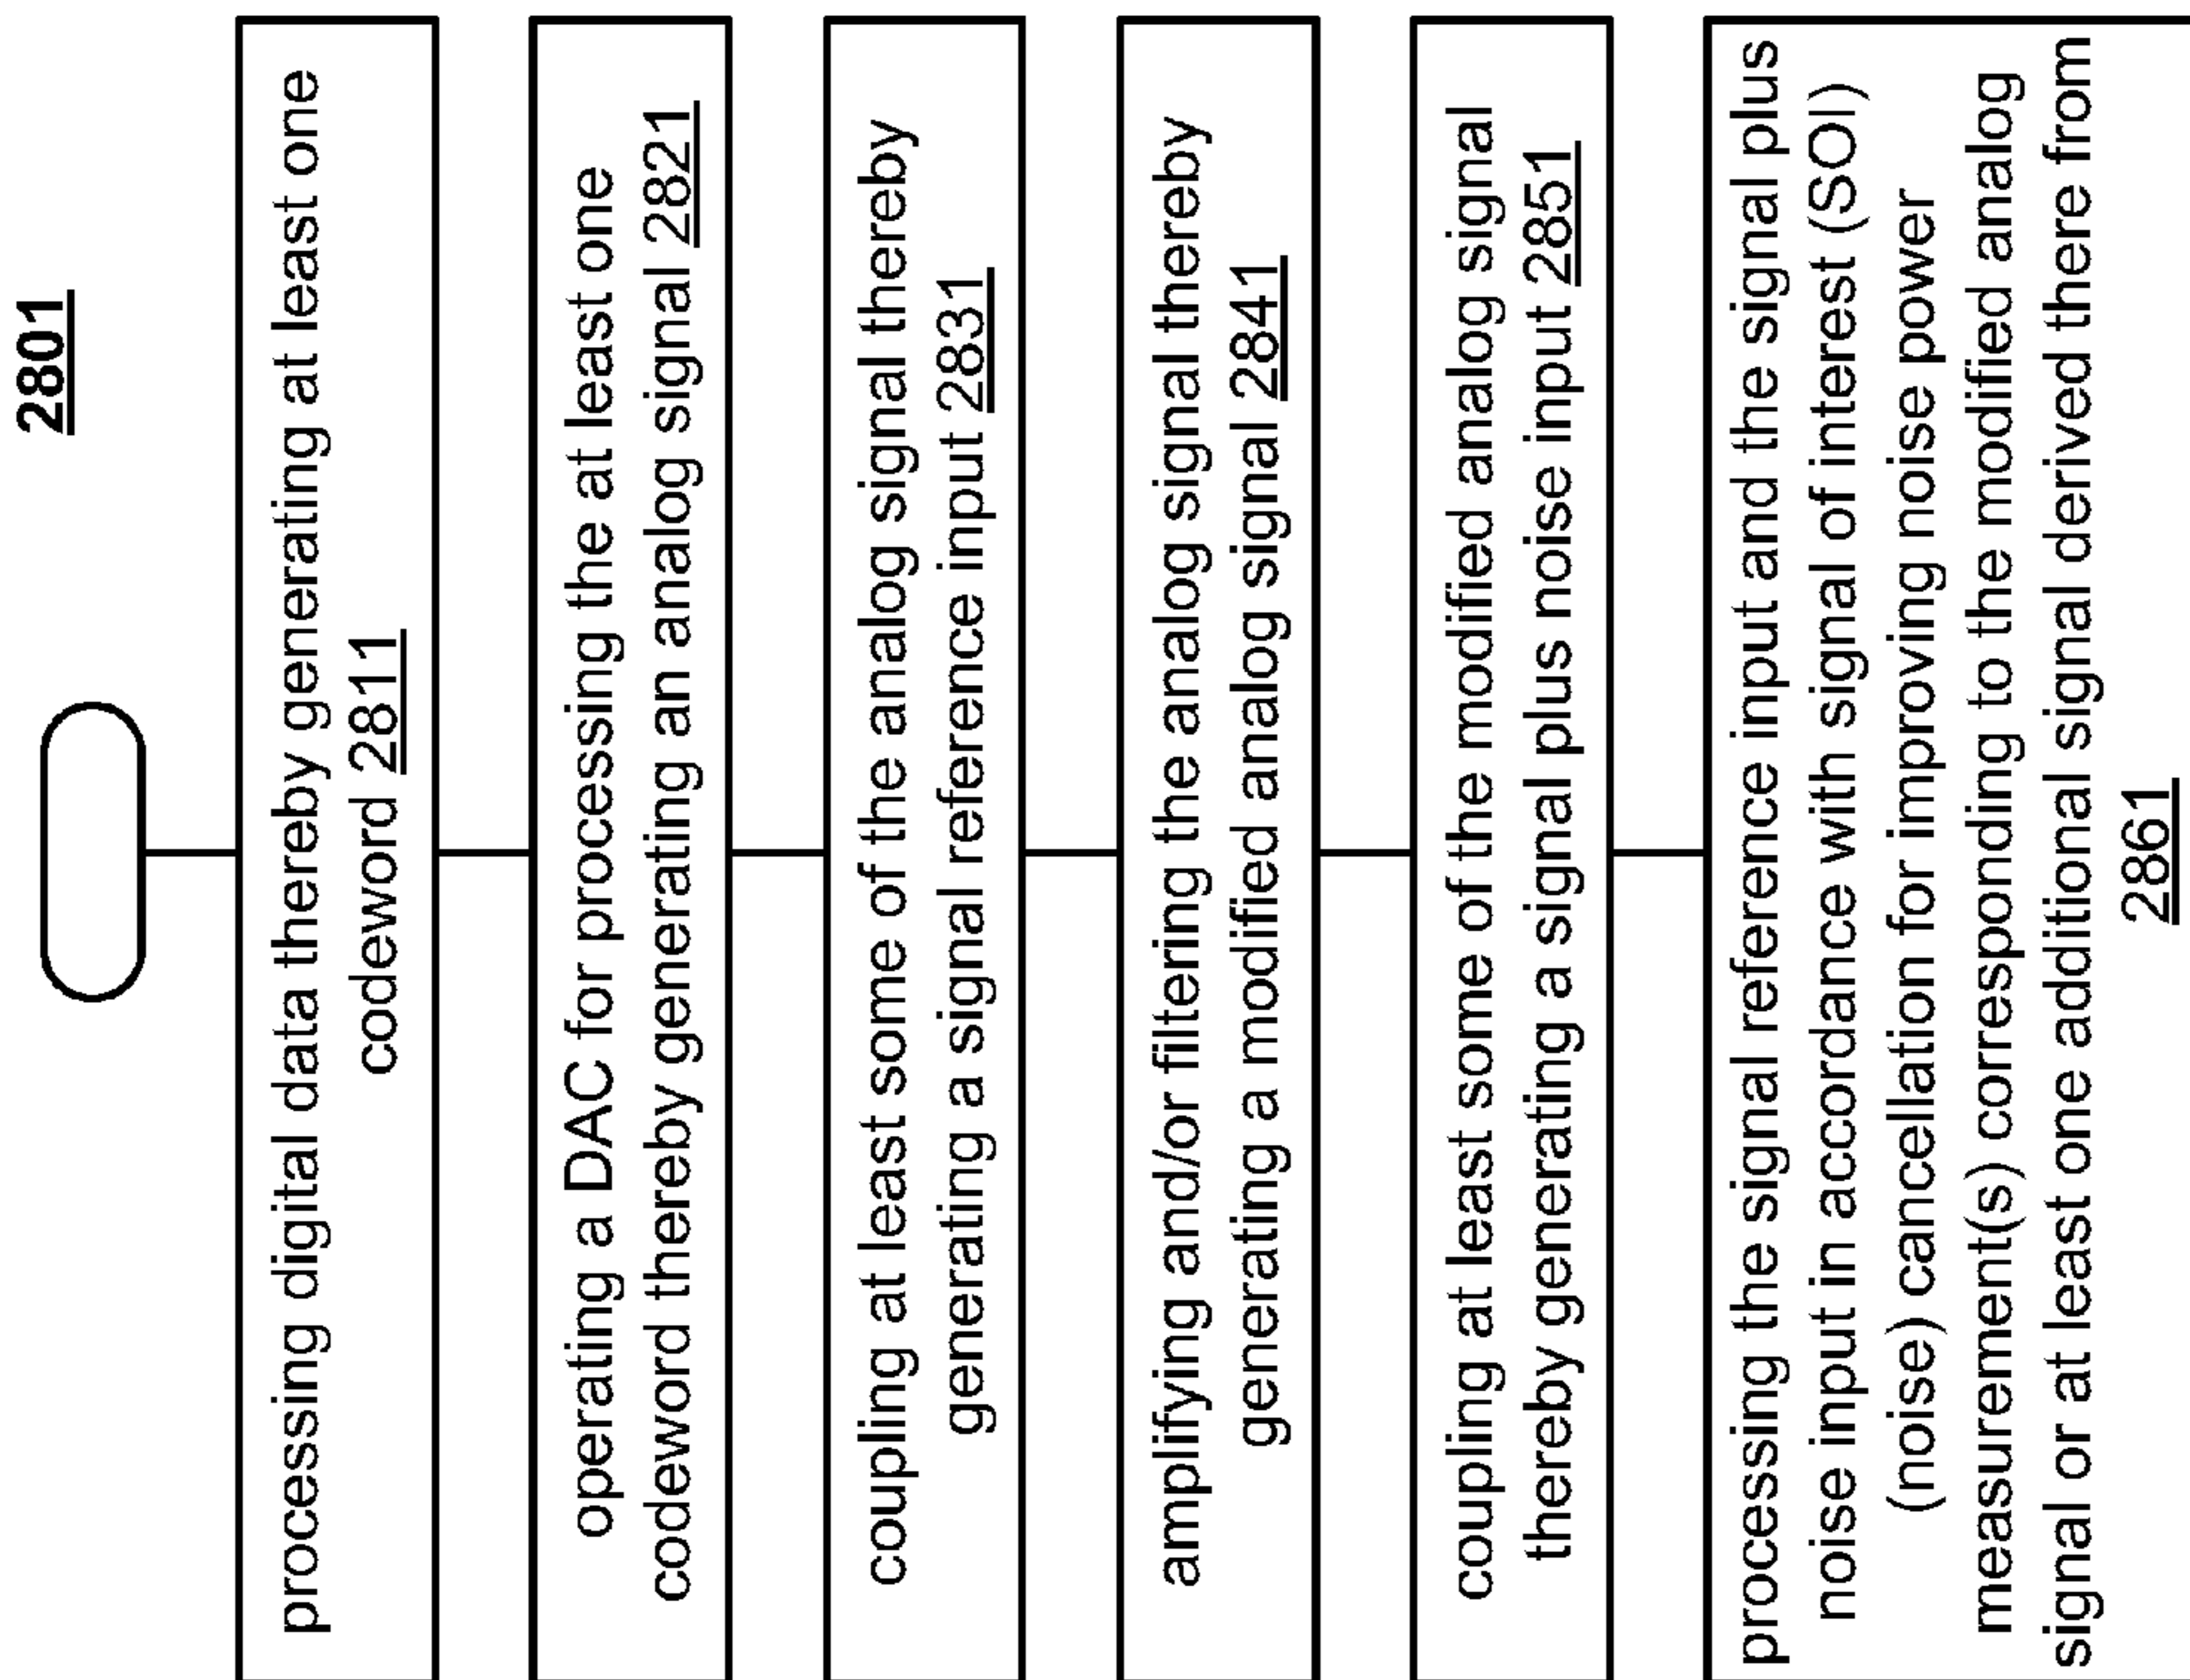 2801
processing digital data thereby generating at least one
codeword 2811
operating a DAC for processing the at least one
codeword thereby generating an analog signal 2821
coupling at least some of the analog signal thereby
generating a signal reference input 2831
amplifying and/or filtering the analog signal thereby
generating a modified analog signal 2841
coupling at least some of the modified analog signal
thereby generating a signal plus noise input 2851
processing the signal reference input and the signal plus
noise input in accordance with signal of interest (SOI)
(noise) cancellation for improving noise power
measurement(s) corresponding to the modified analog
signal or at least one additional signal derived there from
2861